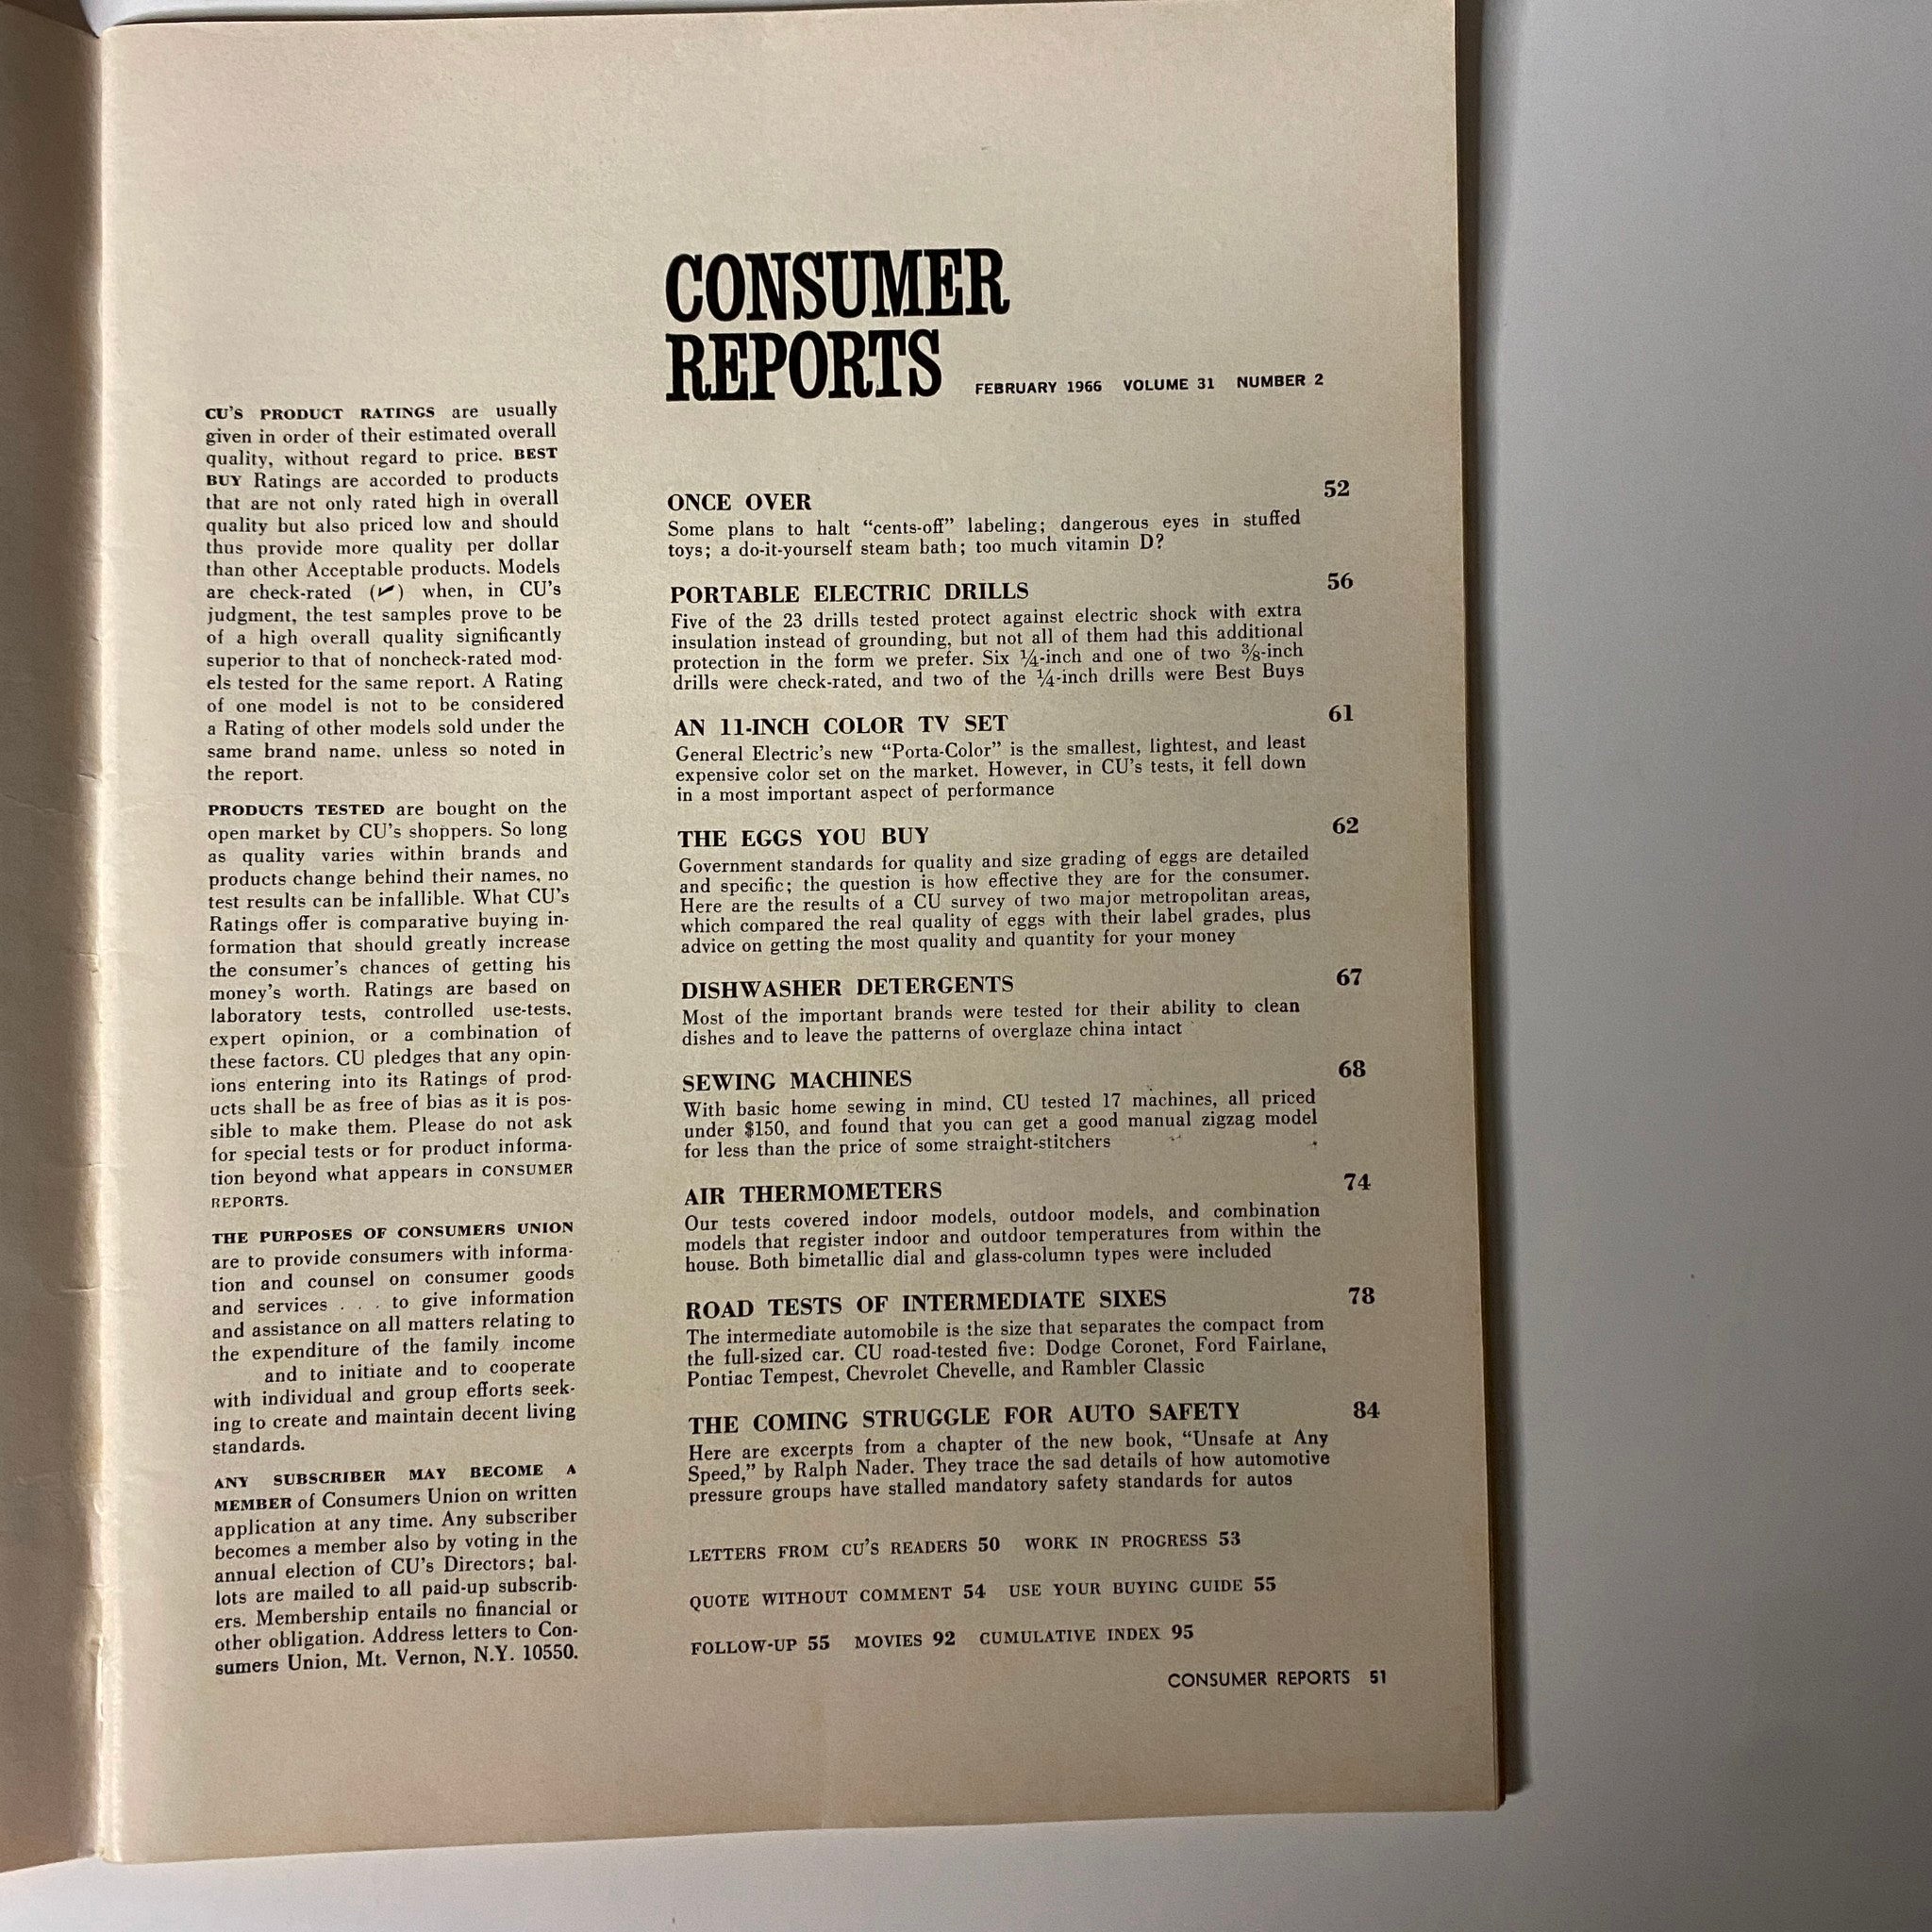 CONSUMER
REPORTS
FEBRUARY 1966 VOLUME 31 NUMBER 2
CU'S PRODUCT RATINGS are usually
given in order of their estimated overall
quality, without regard to price. BEST
BUY Ratings are accorded to products
that are not only rated high in overall
quality but also priced low and should
thus provide more quality per dollar
than other Acceptable products. Models
are check-rated (✓) when, in CU's
judgment, the test samples prove to be
of a high overall quality significantly
superior to that of noncheck-rated mod-
els tested for the same report. A Rating
of one model is not to be considered
a Rating of other models sold under the
same brand name, unless so noted in
the report.
PRODUCTS TESTED are bought on the
open market by CU's shoppers. So long
as quality varies within brands and
products change behind their names, no
test results can be infallible. What CU's
Ratings offer is comparative buying in-
formation that should greatly increase
the consumer's chances of getting his
money's worth. Ratings are based on
laboratory tests, controlled use-tests,
expert opinion, or a combination of
these factors. CU pledges that any opin-
ions entering into its Ratings of prod-
ucts shall be as free of bias as it is pos-
sible to make them. Please do not ask
for special tests or for product informa-
tion beyond what appears in CONSUMER
REPORTS.
THE PURPOSES OF CONSUMERS UNION
are to provide consumers with informa-
tion and counsel on consumer goods
and services . . . to give information
and assistance on all matters relating to
the expenditure of the family income
and to initiate and to cooperate
with individual and group efforts seek-
ing to create and maintain decent living
standards.
ANY SUBSCRIBER MAY BECOME A
MEMBER of Consumers Union on written
application at any time. Any subscriber
becomes a member also by voting in the
annual election of CU's Directors; bal-
lots are mailed to all paid-up subscrib-
ers. Membership entails no financial or
other obligation. Address letters to Con-
sumers Union, Mt. Vernon, N.Y. 10550.
ONCE OVER 52
Some plans to halt "cents-off" labeling; dangerous eyes in stuffed
toys; a do-it-yourself steam bath; too much vitamin D?
PORTABLE ELECTRIC DRILLS 56
Five of the 23 drills tested protect against electric shock with extra
insulation instead of grounding, but not all of them had this additional
protection in the form we prefer. Six ¼-inch and one of two ⅜-inch
drills were check-rated, and two of the ¼-inch drills were Best Buys
AN 11-INCH COLOR TV SET 61
General Electric's new "Porta-Color" is the smallest, lightest, and least
expensive color set on the market. However, in CU's tests, it fell down
in a most important aspect of performance
THE EGGS YOU BUY 62
Government standards for quality and size grading of eggs are detailed
and specific; the question is how effective they are for the consumer.
Here are the results of a CU survey of two major metropolitan areas,
which compared the real quality of eggs with their label grades, plus
advice on getting the most quality and quantity for your money
DISHWASHER DETERGENTS 67
Most of the important brands were tested for their ability to clean
dishes and to leave the patterns of overglaze china intact
SEWING MACHINES 68
With basic home sewing in mind, CU tested 17 machines, all priced
under $150, and found that you can get a good manual zigzag model
for less than the price of some straight-stitchers
AIR THERMOMETERS 74
Our tests covered indoor models, outdoor models, and combination
models that register indoor and outdoor temperatures from within the
house. Both bimetallic dial and glass-column types were included
ROAD TESTS OF INTERMEDIATE SIXES 78
The intermediate automobile is the size that separates the compact from
the full-sized car. CU road-tested five: Dodge Coronet, Ford Fairlane,
Pontiac Tempest, Chevrolet Chevelle, and Rambler Classic
THE COMING STRUGGLE FOR AUTO SAFETY 84
Here are excerpts from a chapter of the new book, "Unsafe at Any
Speed," by Ralph Nader. They trace the sad details of how automotive
pressure groups have stalled mandatory safety standards for autos
LETTERS FROM CU'S READERS 50 WORK IN PROGRESS 53
QUOTE WITHOUT COMMENT 54 USE YOUR BUYING GUIDE 55
FOLLOW-UP 55 MOVIES 92 CUMULATIVE INDEX 95
CONSUMER REPORTS 51